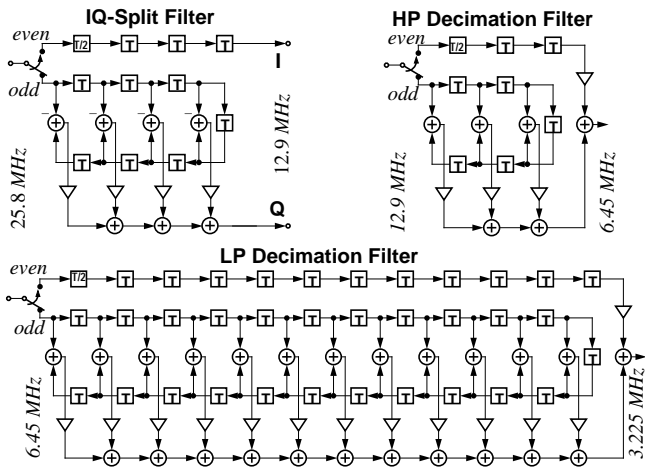 IQ-Split Filter
even
T/2 T T T
I
odd
T T T
− − − −
T
T T T
25.8 MHz
12.9 MHz
Q
HP Decimation Filter
even
T/2 T T
odd
T T
T
T T
12.9 MHz
6.45 MHz
LP Decimation Filter
even
T/2 T T T T T T T T T T T
odd
T T T T T T T T T T T
T
T T T T T T T T T T T
6.45 MHz
3.225 MHz